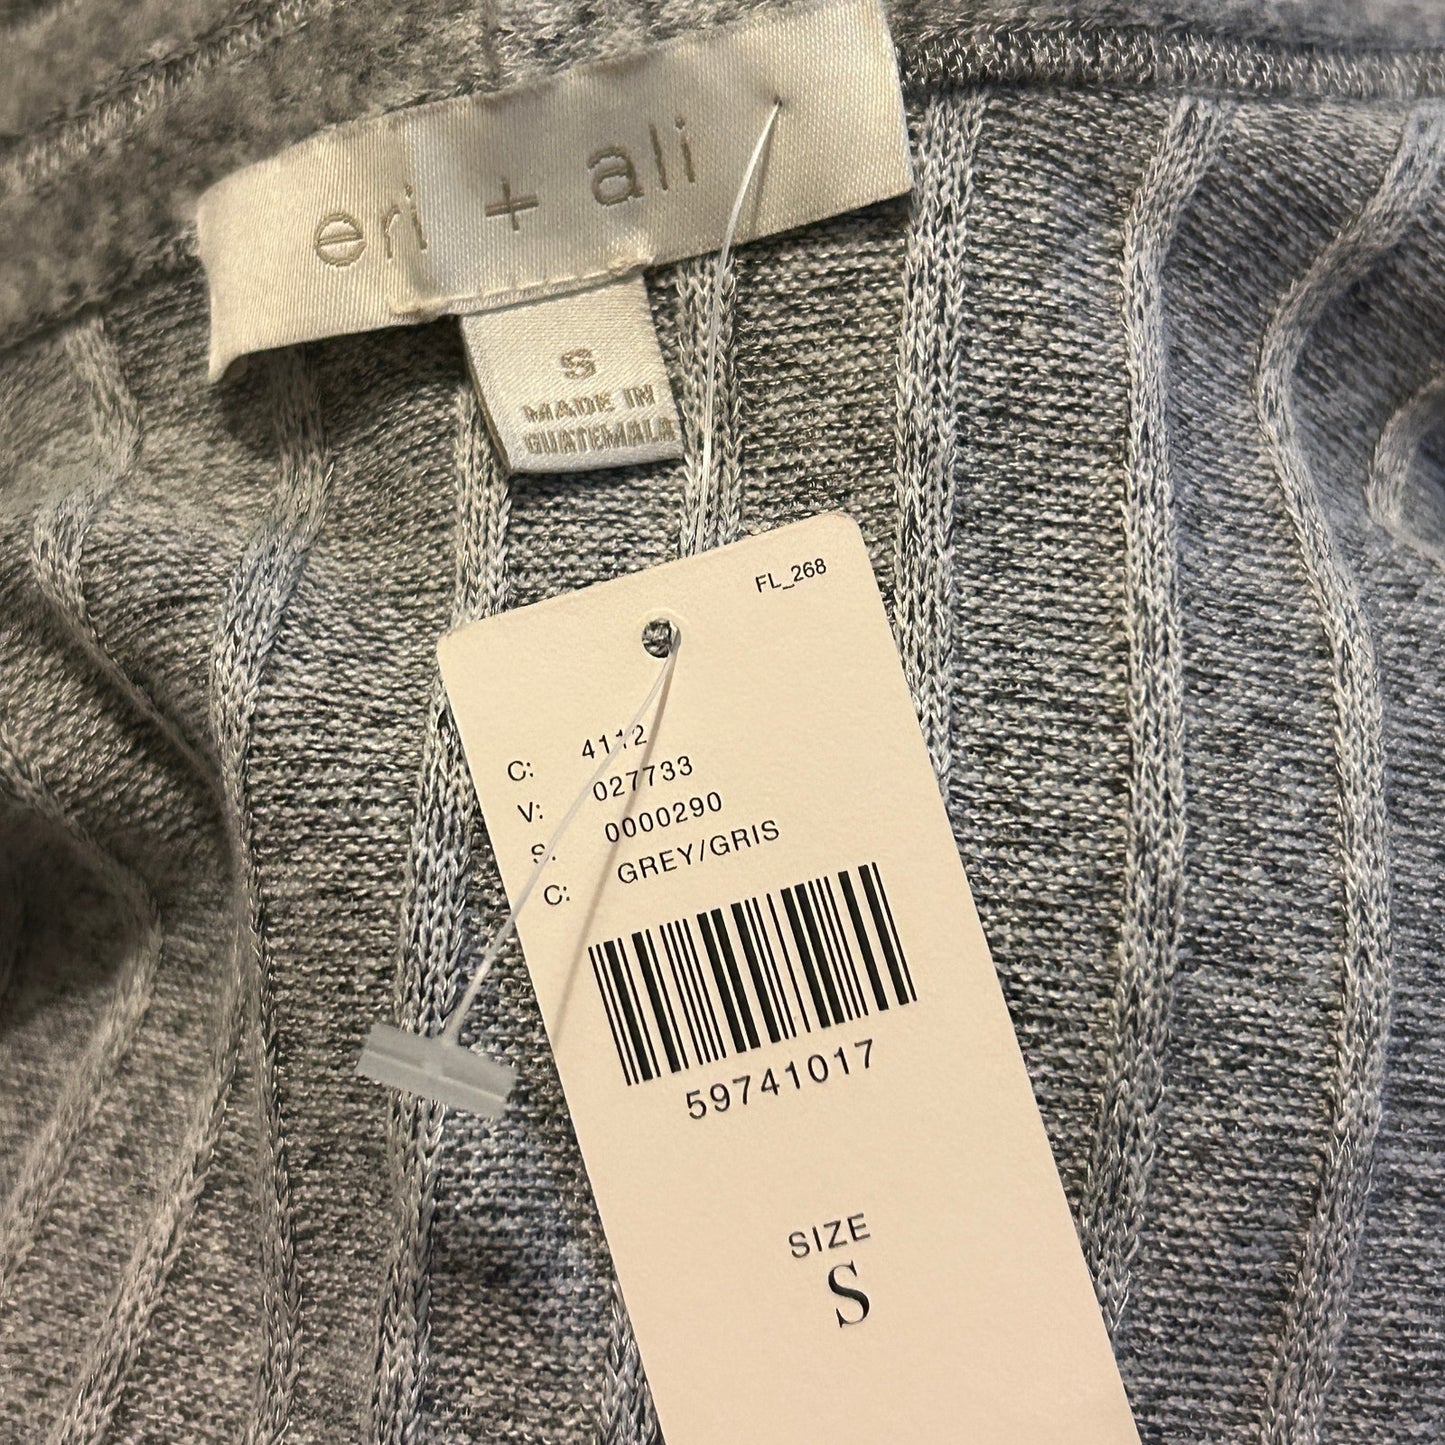 eri + ali
S
MADE IN
GUATEMALA
FL_268
C: 4112
V: 027733
S: 0000290
C: GREY/GRIS
59741017
SIZE
S